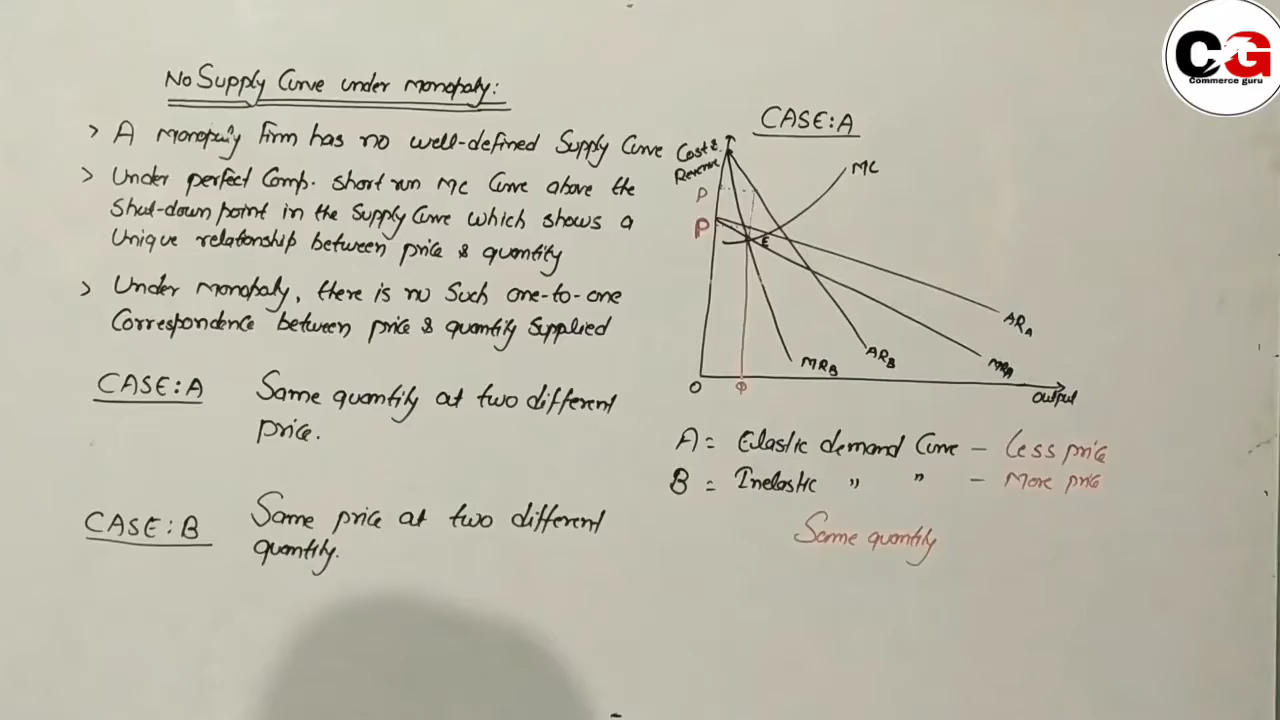 No Supply Curve under monopaly:
> A monopaly Firm has no well-defined Supply Curve
> Under perfect Comp. short run MC Curve above the
Shut-down point in the Supply Curve which shows a
Unique relationship between price & quantity
> Under monopaly, there is no Such one-to-one
Correspondence between price & quantity Supplied
CASE:A Same quantity at two different
price.
CASE:B Same price at two different
quantity.
CG
Commerce guru
CASE:A
Cost &
Revenue
MC
P
P
E
ARA
ARB
MRB
MRA
O
Q
output
A = Elastic demand Curve - Less price
B = Inelastic " " - More price
Same quantity